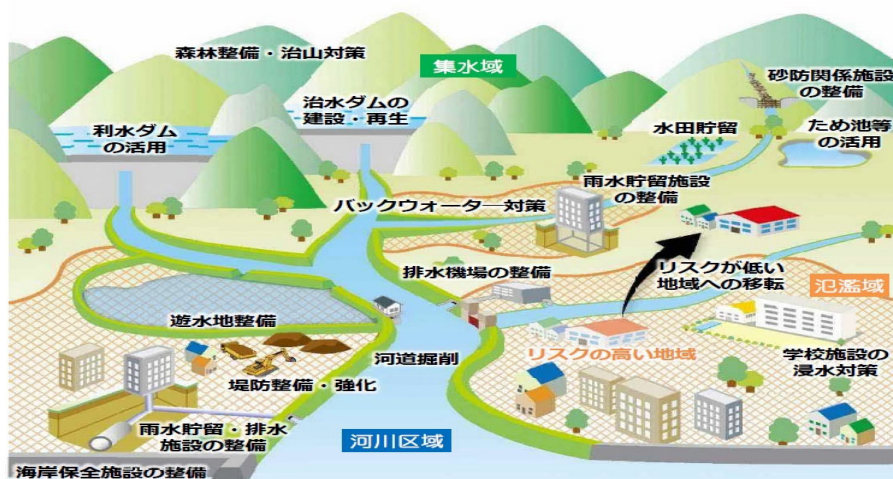 森林整備・治山対策
集水域
砂防関係施設
の整備
治水ダムの
建設・再生
利水ダム
の活用
水田貯留
ため池等
の活用
雨水貯留施設
の整備
バックウォーター対策
排水機場の整備
リスクが低い
地域への移転
氾濫域
遊水地整備
河道掘削
リスクの高い地域
学校施設の
浸水対策
堤防整備・強化
雨水貯留・排水
施設の整備
河川区域
海岸保全施設の整備